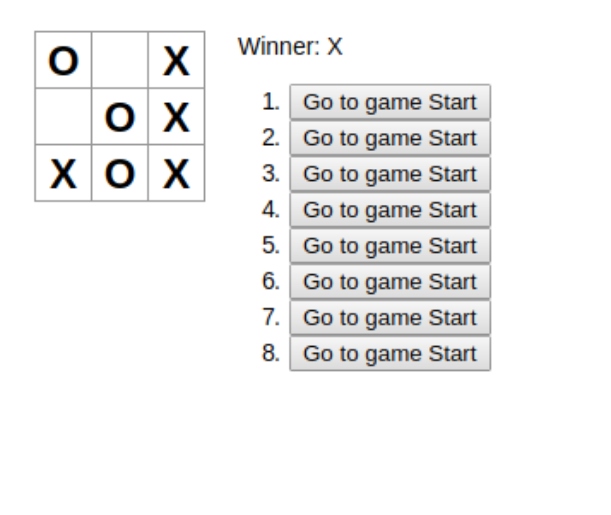 O X
O X
X O X
Winner: X
1. Go to game Start
2. Go to game Start
3. Go to game Start
4. Go to game Start
5. Go to game Start
6. Go to game Start
7. Go to game Start
8. Go to game Start